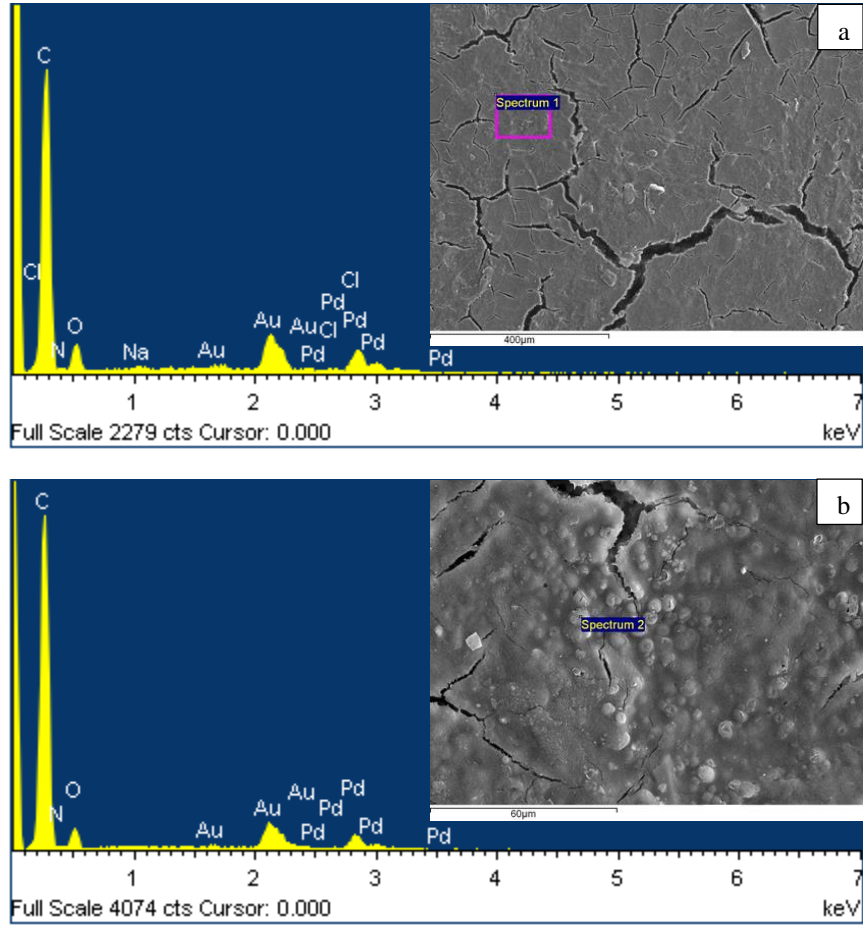 a
C
Spectrum 1
Cl
Cl
Pd
O
Au
Au
Cl
Pd
N
Na
Au
Pd
Pd
Pd
400μm
1 2 3 4 5 6 7
Full Scale 2279 cts Cursor: 0.000 keV
b
C
Spectrum 2
O
Au
Pd
Au
Pd
N
Au
Pd
Pd
Pd
60μm
1 2 3 4 5 6 7
Full Scale 4074 cts Cursor: 0.000 keV